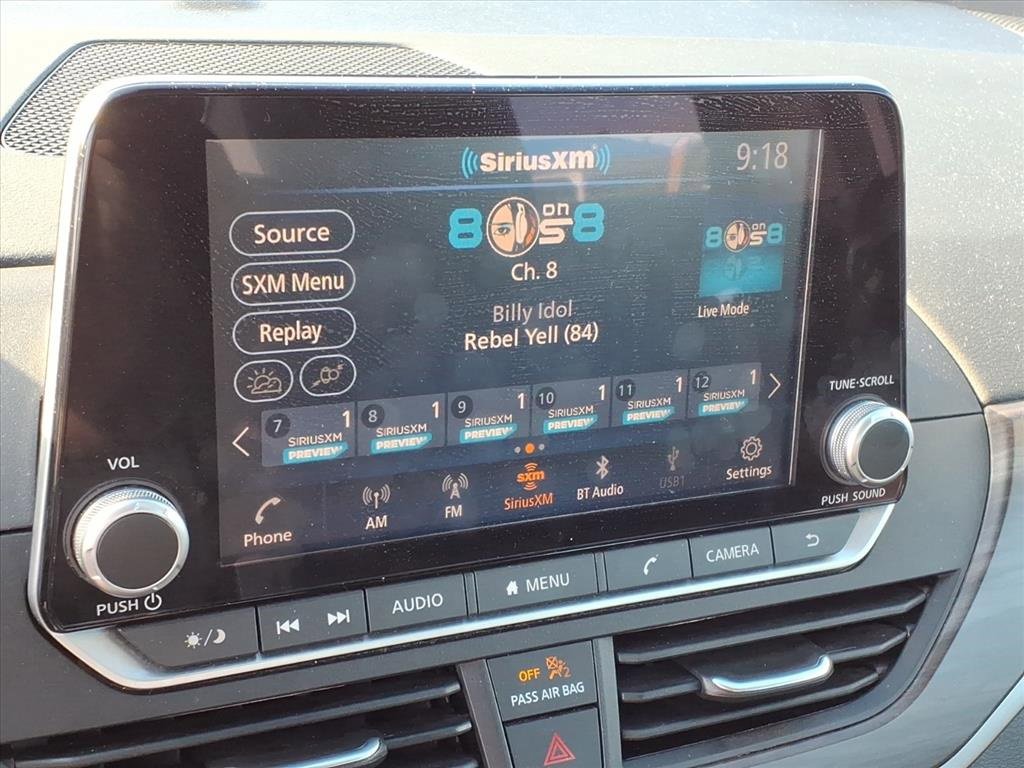 SiriusXM
9:18
Source
8 on 8
8 on 8
Ch. 8
SXM Menu
Live Mode
Billy Idol
Replay
Rebel Yell (84)
7 1 SIRIUSXM PREVIEW
8 1 SIRIUSXM PREVIEW
9 1 SIRIUSXM PREVIEW
10 1 SIRIUSXM PREVIEW
11 1 SIRIUSXM PREVIEW
12 1 SIRIUSXM PREVIEW
TUNE·SCROLL
VOL
Phone
AM
FM
sxm
SiriusXM
BT Audio
USB1
Settings
PUSH SOUND
PUSH
AUDIO
MENU
CAMERA
OFF 2
PASS AIR BAG